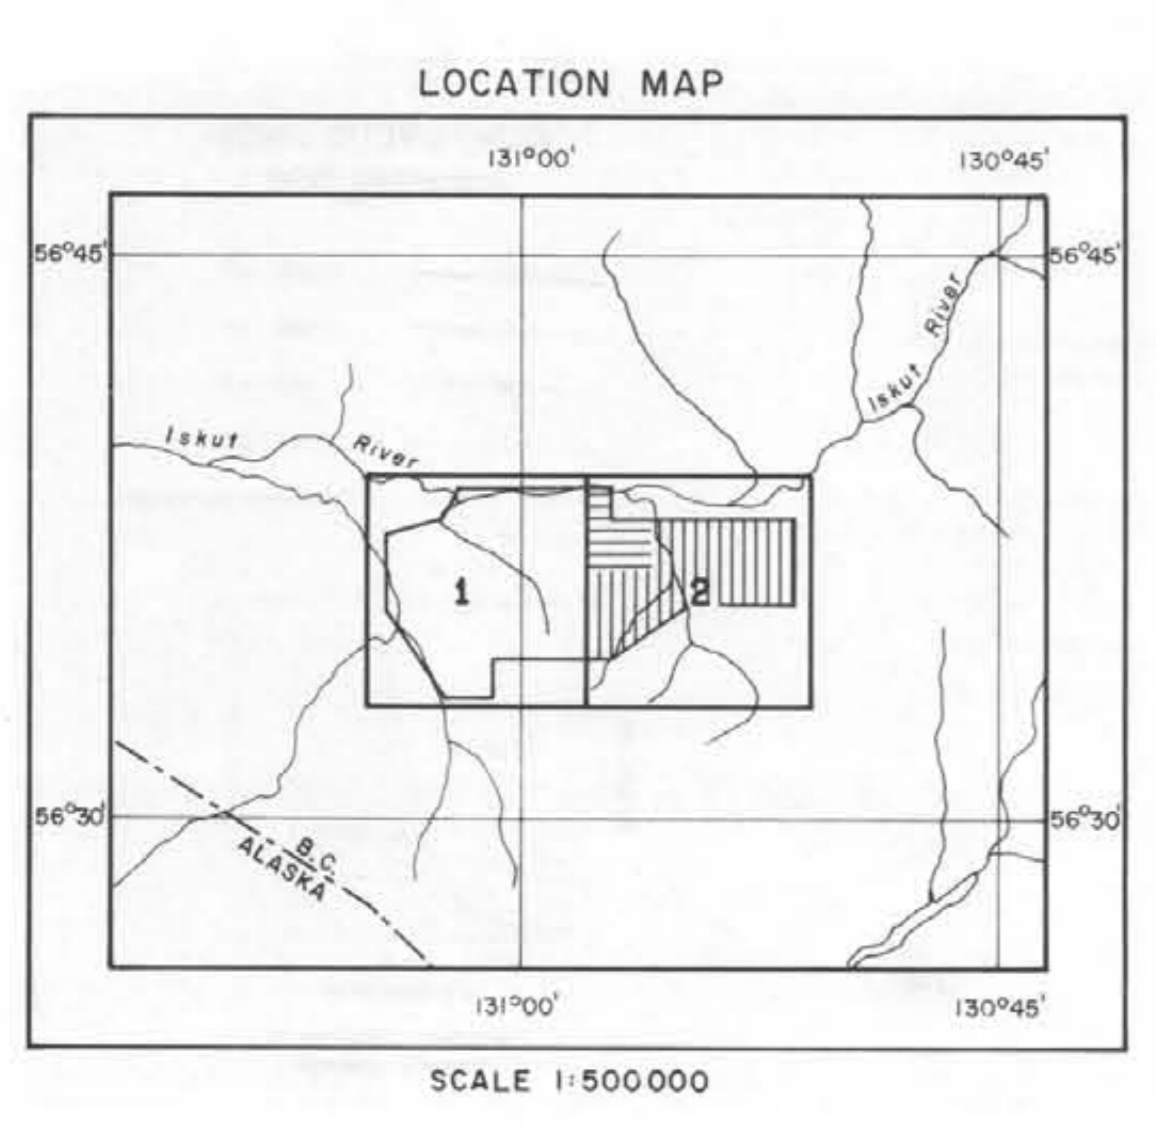 LOCATION MAP
131°00' 130°45'
56°45' 56°45'
Iskut River
Iskut River
1 2
56°30' 56°30'
B.C.
ALASKA
131°00' 130°45'
SCALE 1:500000